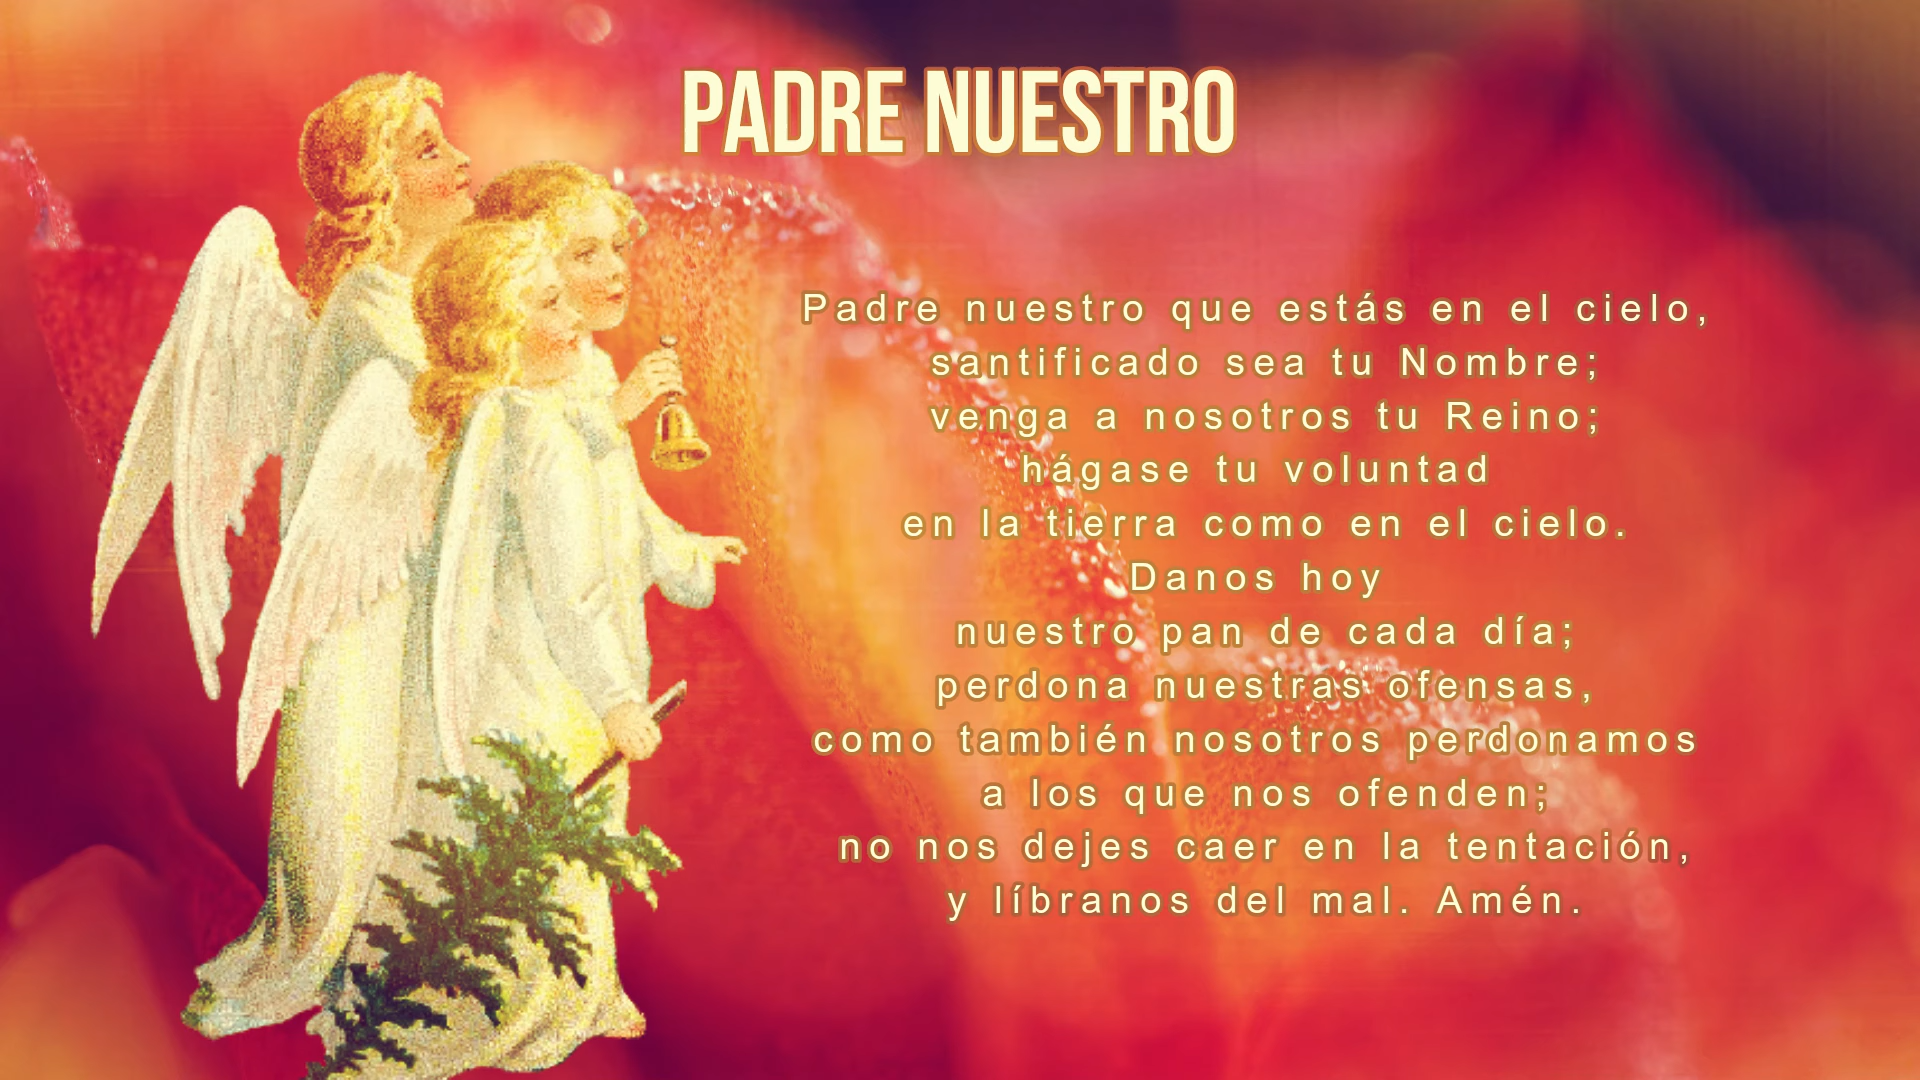 PADRE NUESTRO
Padre nuestro que estás en el cielo,
santificado sea tu Nombre;
venga a nosotros tu Reino;
hágase tu voluntad
en la tierra como en el cielo.
Danos hoy
nuestro pan de cada día;
perdona nuestras ofensas,
como también nosotros perdonamos
a los que nos ofenden;
no nos dejes caer en la tentación,
y líbranos del mal. Amén.